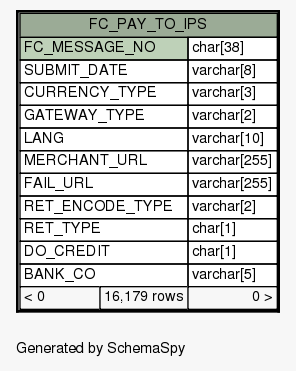 FC_PAY_TO_IPS
FC_MESSAGE_NO char[38]
SUBMIT_DATE varchar[8]
CURRENCY_TYPE varchar[3]
GATEWAY_TYPE varchar[2]
LANG varchar[10]
MERCHANT_URL varchar[255]
FAIL_URL varchar[255]
RET_ENCODE_TYPE varchar[2]
RET_TYPE char[1]
DO_CREDIT char[1]
BANK_CO varchar[5]
< 0 16,179 rows 0 >
Generated by SchemaSpy